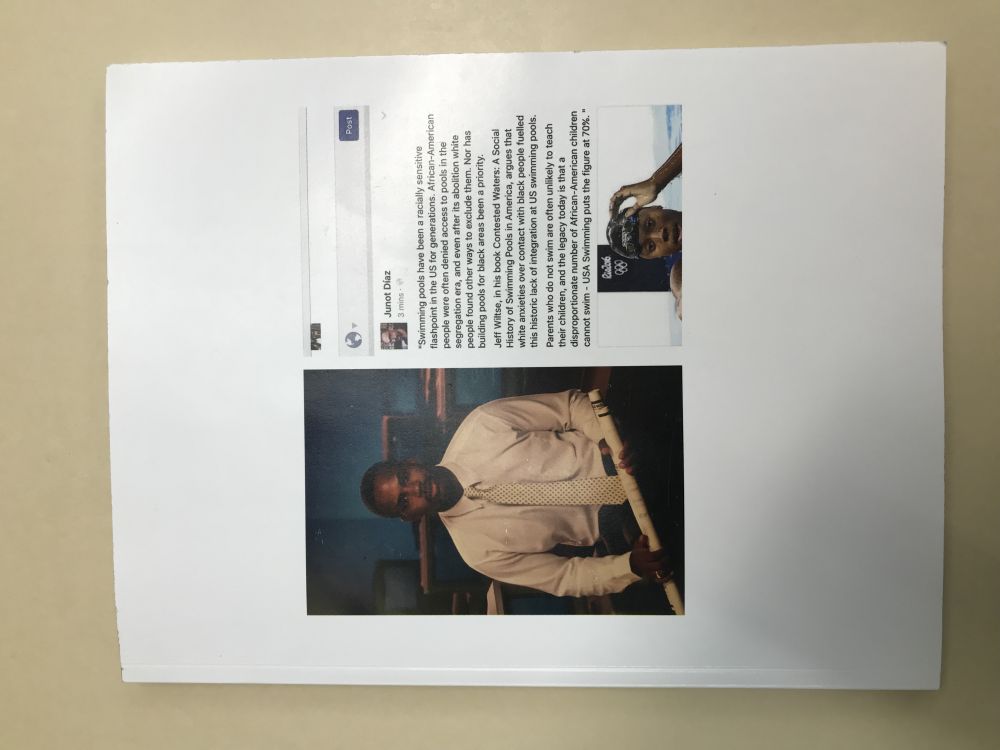 Post
Junot Díaz
3 mins ·
"Swimming pools have been a racially sensitive
flashpoint in the US for generations. African-American
people were often denied access to pools in the
segregation era, and even after its abolition white
people found other ways to exclude them. Nor has
building pools for black areas been a priority.
Jeff Wiltse, in his book Contested Waters: A Social
History of Swimming Pools in America, argues that
white anxieties over contact with black people fuelled
this historic lack of integration at US swimming pools.
Parents who do not swim are often unlikely to teach
their children, and the legacy today is that a
disproportionate number of African-American children
cannot swim - USA Swimming puts the figure at 70%. "
Rio2016